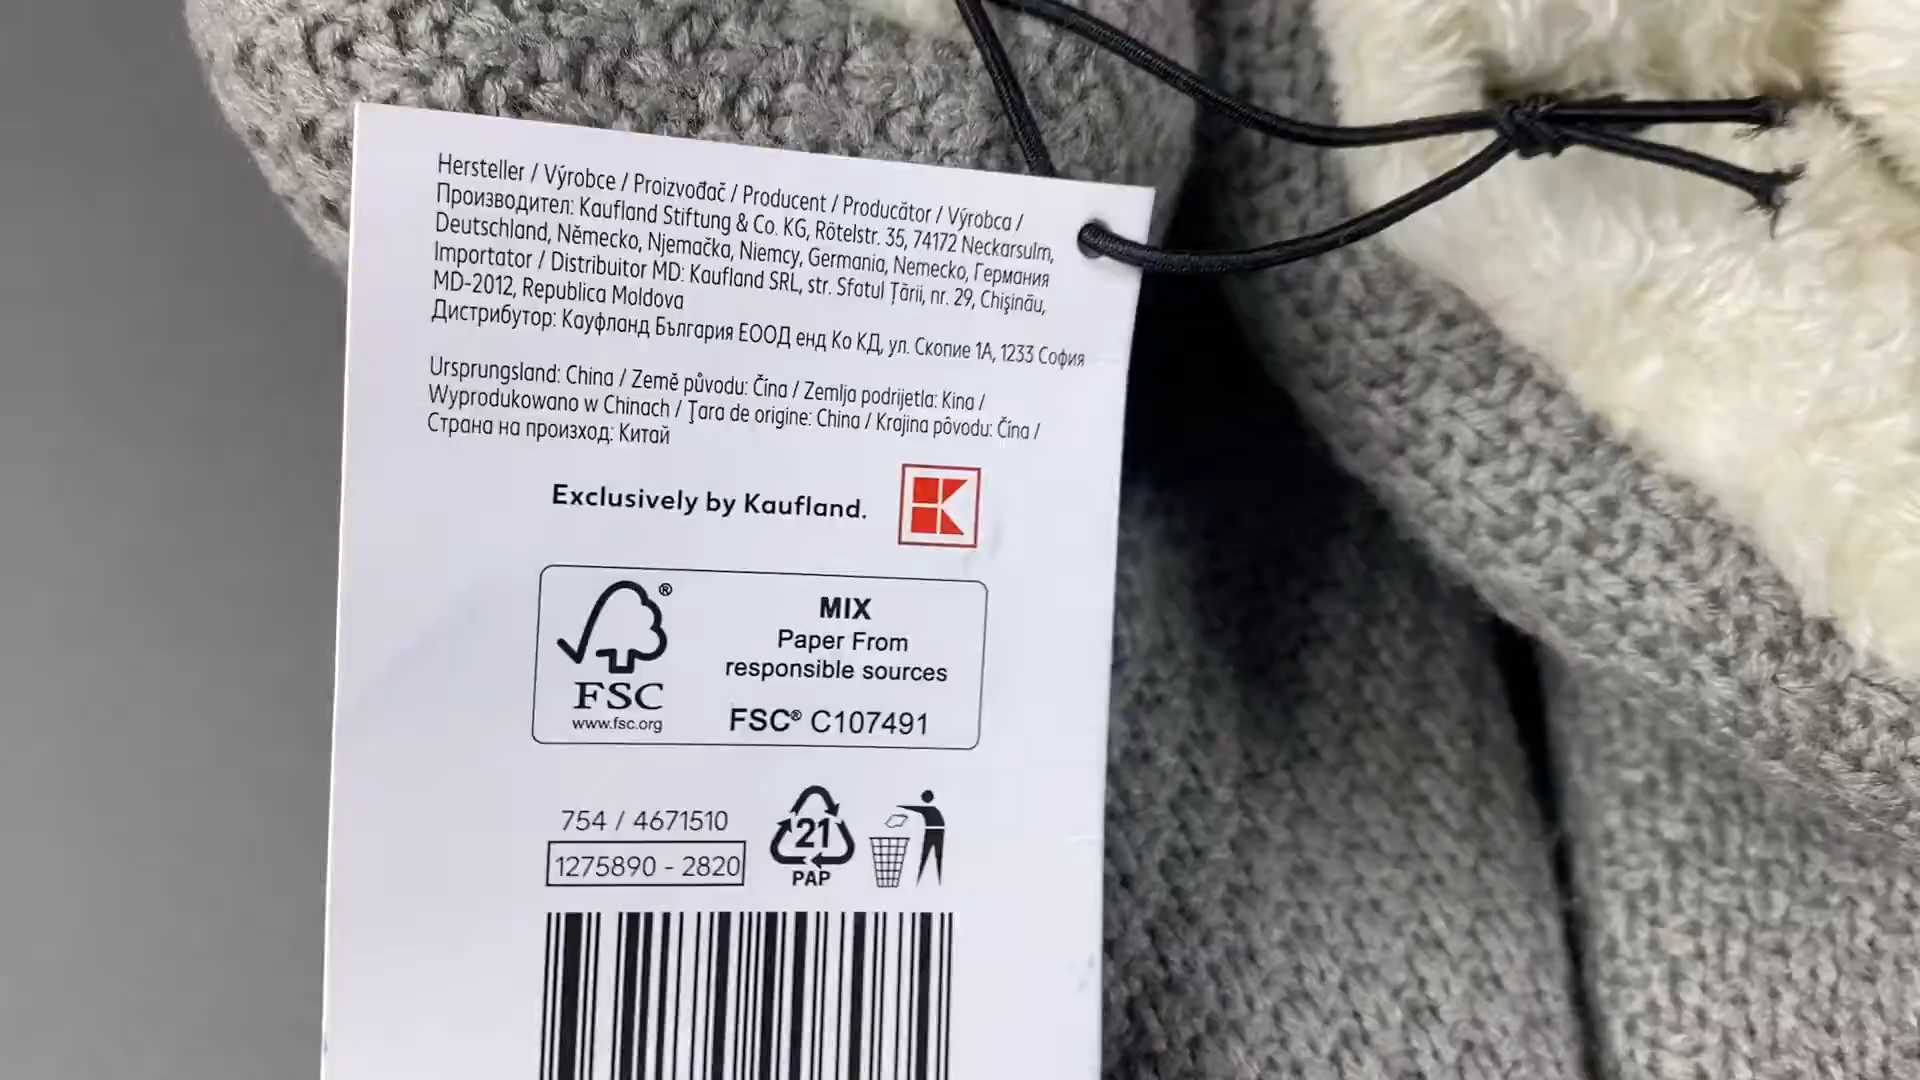 Hersteller / Výrobce / Proizvođač / Producent / Producător / Výrobca /
Производител: Kaufland Stiftung & Co. KG, Rötelstr. 35, 74172 Neckarsulm,
Deutschland, Německo, Njemačka, Niemcy, Germania, Nemecko, Германия
Importator / Distribuitor MD: Kaufland SRL, str. Sfatul Țării, nr. 29, Chişinău,
MD-2012, Republica Moldova
Дистрибутор: Кауфланд България ЕООД енд Ко КД, ул. Скопие 1А, 1233 София
Ursprungsland: China / Země původu: Čína / Zemlja podrijetla: Kina /
Wyprodukowano w Chinach / Ţara de origine: China / Krajina pôvodu: Čína /
Страна на произход: Китай
Exclusively by Kaufland.
K
MIX
Paper From
responsible sources
FSC® C107491
®
FSC
www.fsc.org
754 / 4671510
1275890 - 2820
21
PAP